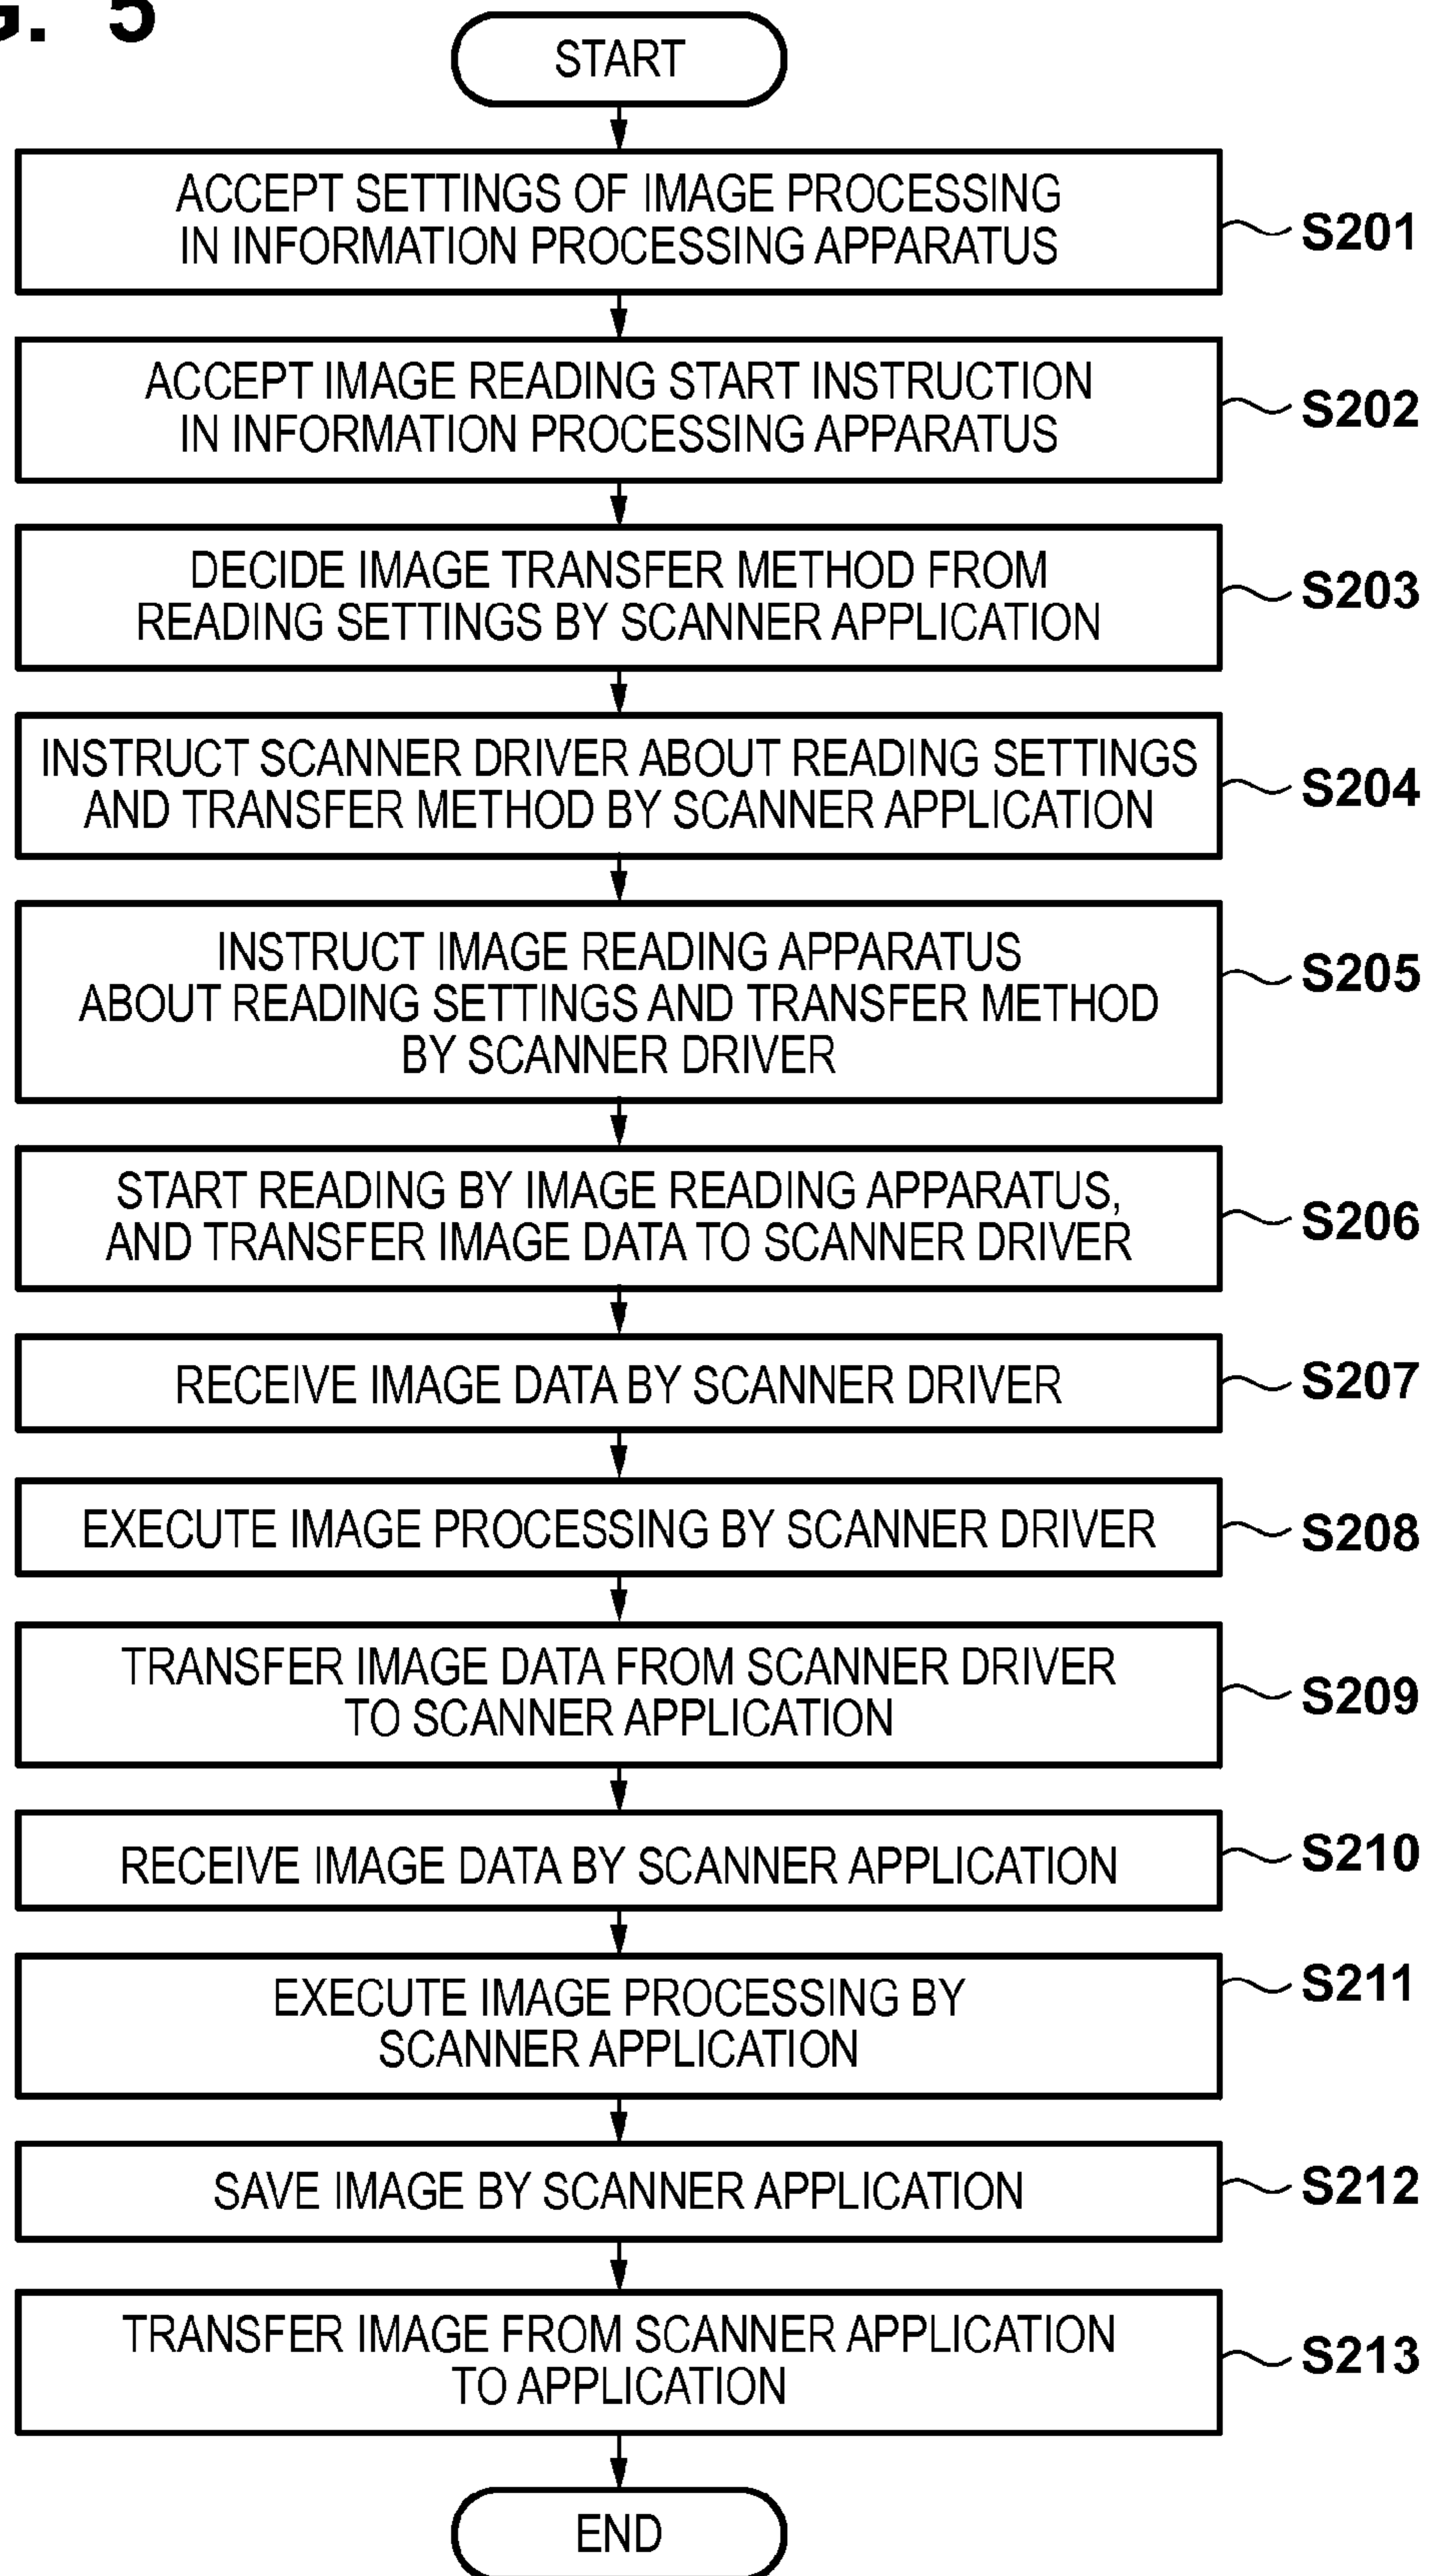 G. 5
START
ACCEPT SETTINGS OF IMAGE PROCESSING
IN INFORMATION PROCESSING APPARATUS
S201
ACCEPT IMAGE READING START INSTRUCTION
IN INFORMATION PROCESSING APPARATUS
S202
DECIDE IMAGE TRANSFER METHOD FROM
READING SETTINGS BY SCANNER APPLICATION
S203
INSTRUCT SCANNER DRIVER ABOUT READING SETTINGS
AND TRANSFER METHOD BY SCANNER APPLICATION
S204
INSTRUCT IMAGE READING APPARATUS
ABOUT READING SETTINGS AND TRANSFER METHOD
BY SCANNER DRIVER
S205
START READING BY IMAGE READING APPARATUS,
AND TRANSFER IMAGE DATA TO SCANNER DRIVER
S206
RECEIVE IMAGE DATA BY SCANNER DRIVER
S207
EXECUTE IMAGE PROCESSING BY SCANNER DRIVER
S208
TRANSFER IMAGE DATA FROM SCANNER DRIVER
TO SCANNER APPLICATION
S209
RECEIVE IMAGE DATA BY SCANNER APPLICATION
S210
EXECUTE IMAGE PROCESSING BY
SCANNER APPLICATION
S211
SAVE IMAGE BY SCANNER APPLICATION
S212
TRANSFER IMAGE FROM SCANNER APPLICATION
TO APPLICATION
S213
END